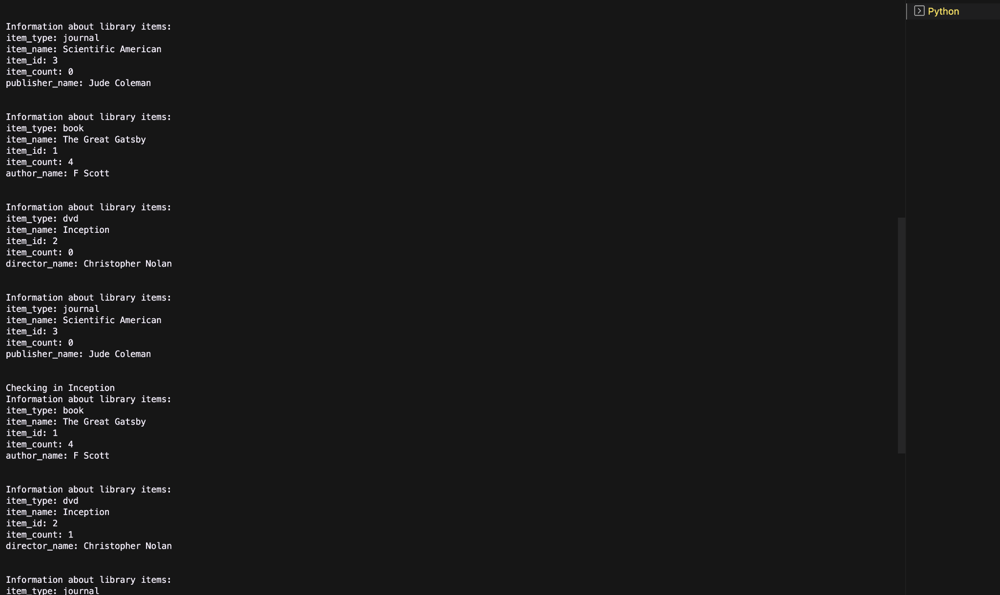 Python
Information about library items:
item_type: journal
item_name: Scientific American
item_id: 3
item_count: 0
publisher_name: Jude Coleman
Information about library items:
item_type: book
item_name: The Great Gatsby
item_id: 1
item_count: 4
author_name: F Scott
Information about library items:
item_type: dvd
item_name: Inception
item_id: 2
item_count: 0
director_name: Christopher Nolan
Information about library items:
item_type: journal
item_name: Scientific American
item_id: 3
item_count: 0
publisher_name: Jude Coleman
Checking in Inception
Information about library items:
item_type: book
item_name: The Great Gatsby
item_id: 1
item_count: 4
author_name: F Scott
Information about library items:
item_type: dvd
item_name: Inception
item_id: 2
item_count: 1
director_name: Christopher Nolan
Information about library items:
item_type: journal